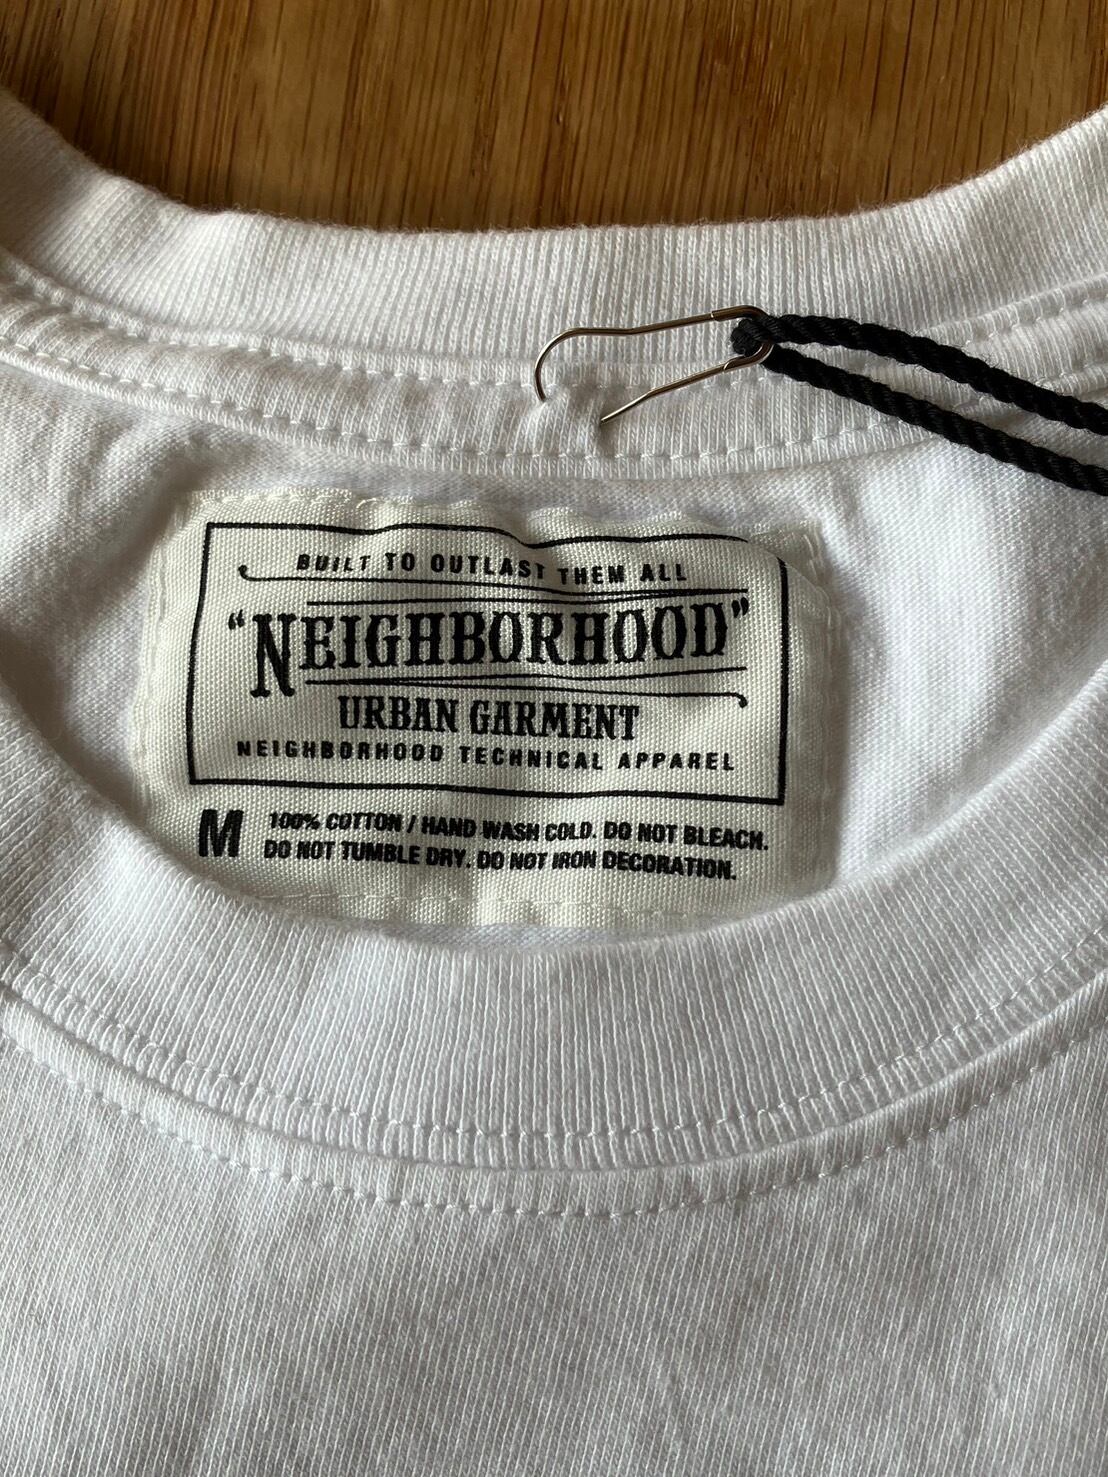 BUILT TO OUTLAST THEM ALL
“NEIGHBORHOOD”
URBAN GARMENT
NEIGHBORHOOD TECHNICAL APPAREL
M 100% COTTON / HAND WASH COLD. DO NOT BLEACH.
DO NOT TUMBLE DRY. DO NOT IRON DECORATION.